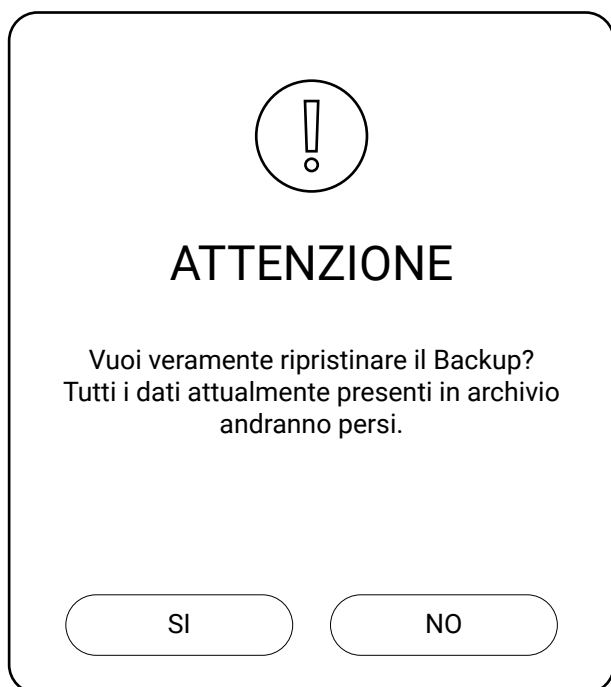 ATTENZIONE
Vuoi veramente ripristinare il Backup?
Tutti i dati attualmente presenti in archivio
andranno persi.
SI
NO